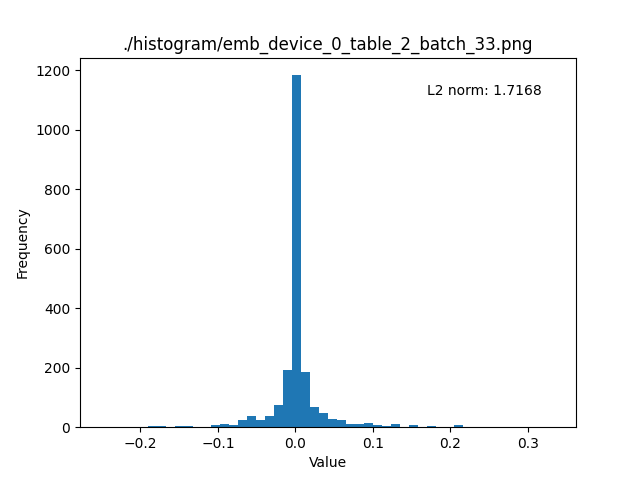 ./histogram/emb_device_0_table_2_batch_33.png
L2 norm: 1.7168
1200
1000
800
600
400
200
0
Frequency
−0.2 −0.1 0.0 0.1 0.2 0.3
Value